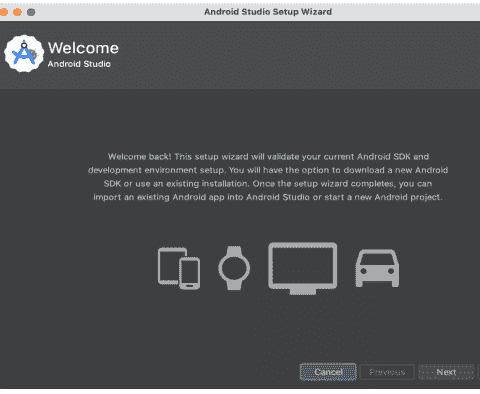 Android Studio Setup Wizard
Welcome
Android Studio
Welcome back! This setup wizard will validate your current Android SDK and
development environment setup. You will have the option to download a new Android
SDK or use an existing installation. Once the setup wizard completes, you can
import an existing Android app into Android Studio or start a new Android project.
Cancel Previous Next